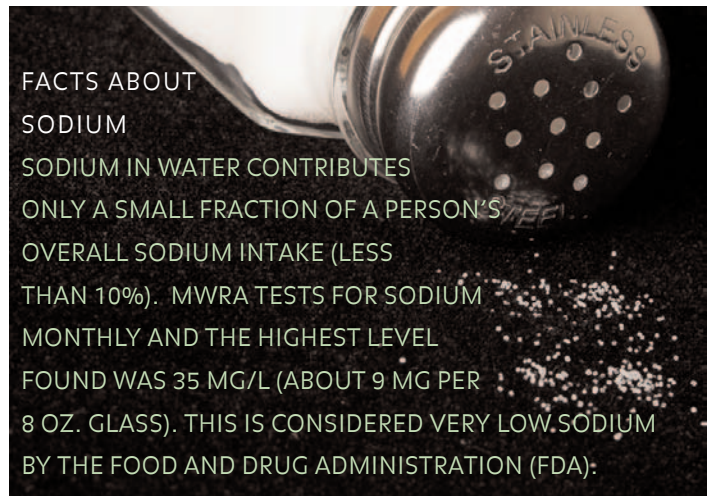 STAINLESS
FACTS ABOUT
SODIUM
SODIUM IN WATER CONTRIBUTES
ONLY A SMALL FRACTION OF A PERSON'S
OVERALL SODIUM INTAKE (LESS
THAN 10%).  MWRA TESTS FOR SODIUM
MONTHLY AND THE HIGHEST LEVEL
FOUND WAS 35 MG/L (ABOUT 9 MG PER
8 OZ. GLASS). THIS IS CONSIDERED VERY LOW SODIUM
BY THE FOOD AND DRUG ADMINISTRATION (FDA).